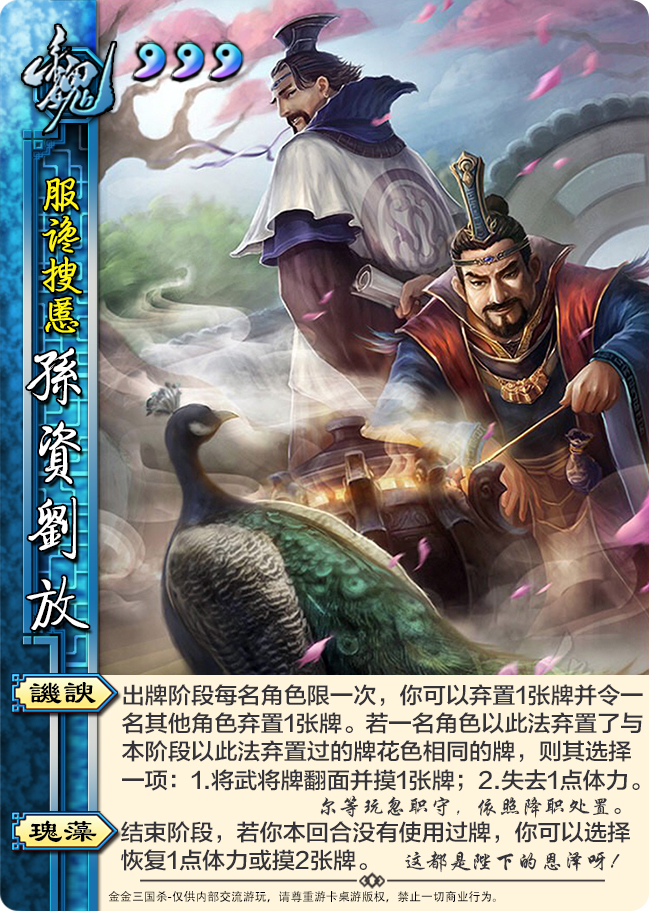 魏
服谗搜慝
孫資劉放
譏諛
出牌阶段每名角色限一次，你可以弃置1张牌并令一
名其他角色弃置1张牌。若一名角色以此法弃置了与
本阶段以此法弃置过的牌花色相同的牌，则其选择
一项：1.将武将牌翻面并摸1张牌；2.失去1点体力。
尔等玩忽职守，依照降职处置。
瑰藻
结束阶段，若你本回合没有使用过牌，你可以选择
恢复1点体力或摸2张牌。 这都是陛下的恩泽呀！
金金三国杀-仅供内部交流游玩，请尊重游卡桌游版权，禁止一切商业行为。